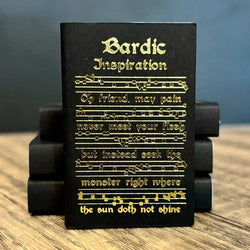 Bardic
Inspiration
Oh friend, may pain
never meet your flesh
but instead seek the
monster right where
the sun doth not shine